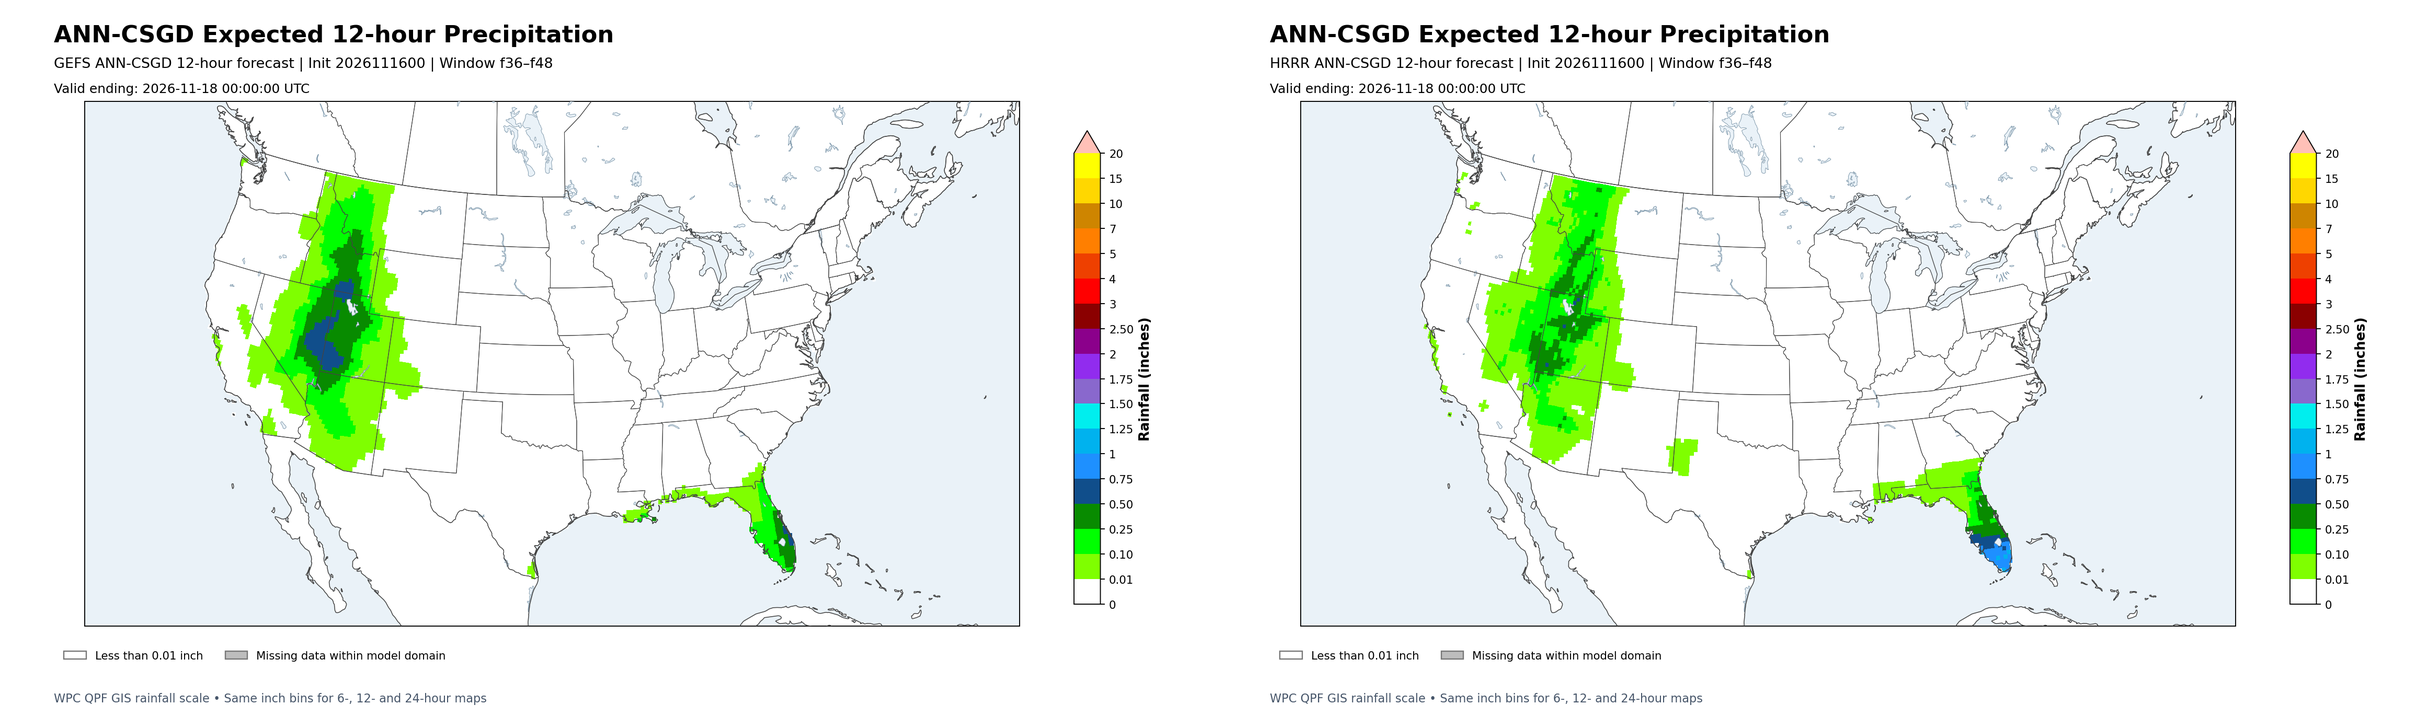 ANN-CSGD Expected 12-hour Precipitation
GEFS ANN-CSGD 12-hour forecast | Init 2026111600 | Window f36–f48
Valid ending: 2026-11-18 00:00:00 UTC
20
15
10
7
5
4
3
2.50
2
1.75
1.50
1.25
1
0.75
0.50
0.25
0.10
0.01
0
Rainfall (inches)
Less than 0.01 inch
Missing data within model domain
WPC QPF GIS rainfall scale • Same inch bins for 6-, 12- and 24-hour maps
ANN-CSGD Expected 12-hour Precipitation
HRRR ANN-CSGD 12-hour forecast | Init 2026111600 | Window f36–f48
Valid ending: 2026-11-18 00:00:00 UTC
20
15
10
7
5
4
3
2.50
2
1.75
1.50
1.25
1
0.75
0.50
0.25
0.10
0.01
0
Rainfall (inches)
Less than 0.01 inch
Missing data within model domain
WPC QPF GIS rainfall scale • Same inch bins for 6-, 12- and 24-hour maps